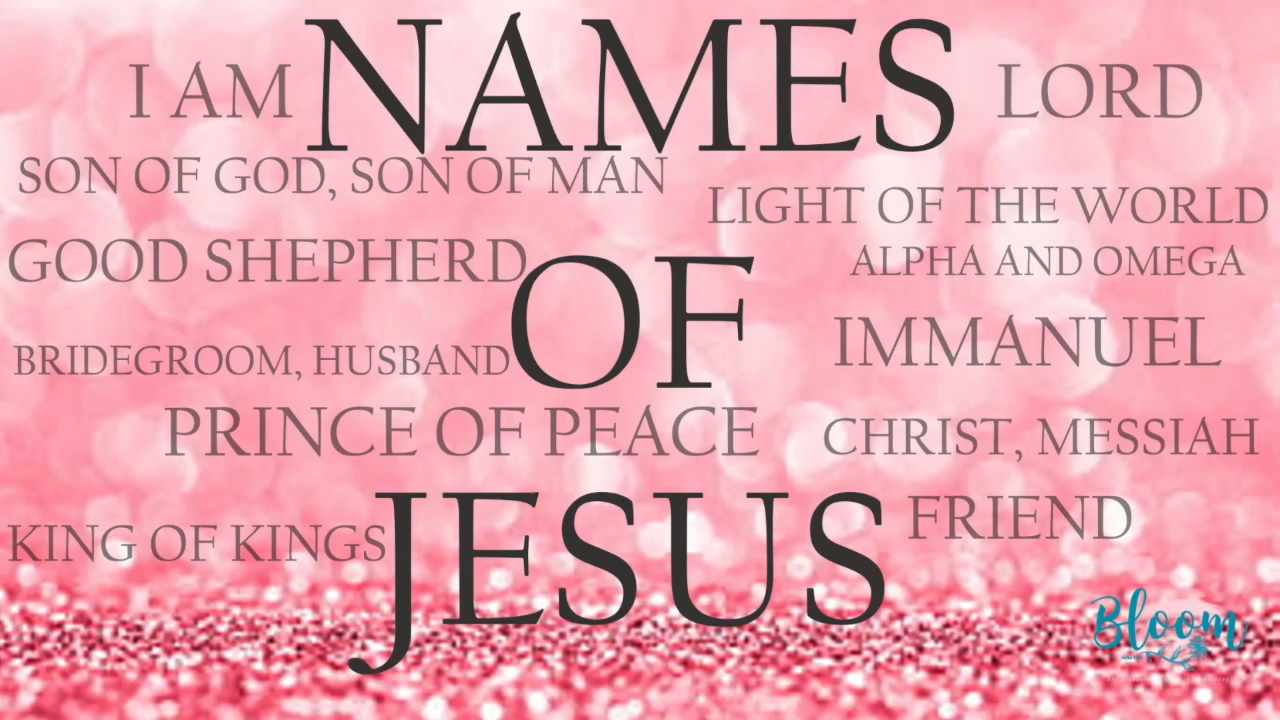 NAMES
I AM
LORD
SON OF GOD, SON OF MAN
LIGHT OF THE WORLD
GOOD SHEPHERD
ALPHA AND OMEGA
OF
IMMANUEL
BRIDEGROOM, HUSBAND
PRINCE OF PEACE
CHRIST, MESSIAH
JESUS
FRIEND
KING OF KINGS
Bloom